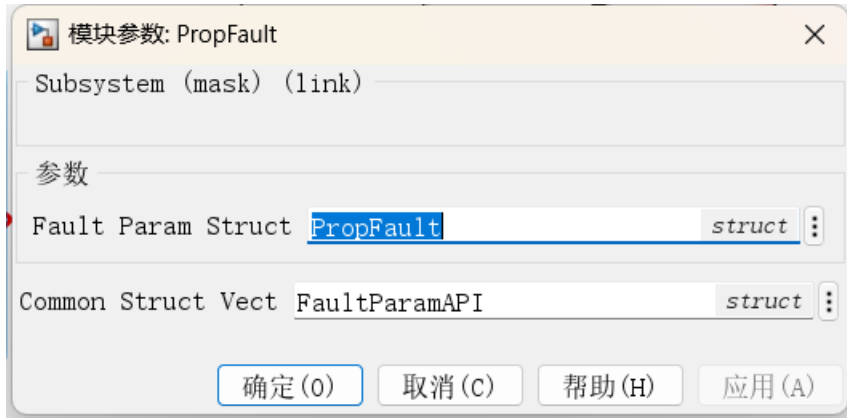 模块参数: PropFault
Subsystem (mask) (link)
参数
Fault Param Struct PropFault struct
Common Struct Vect FaultParamAPI struct
确定(O) 取消(C) 帮助(H) 应用(A)